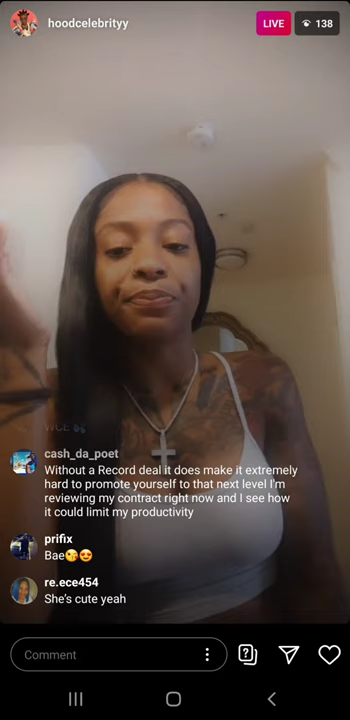 hoodcelebrityy
LIVE
138
WCE
cash_da_poet
Without a Record deal it does make it extremely
hard to promote yourself to that next level I'm
reviewing my contract right now and I see how
it could limit my productivity
prifix
Bae😘😍
re.ece454
She's cute yeah
Comment